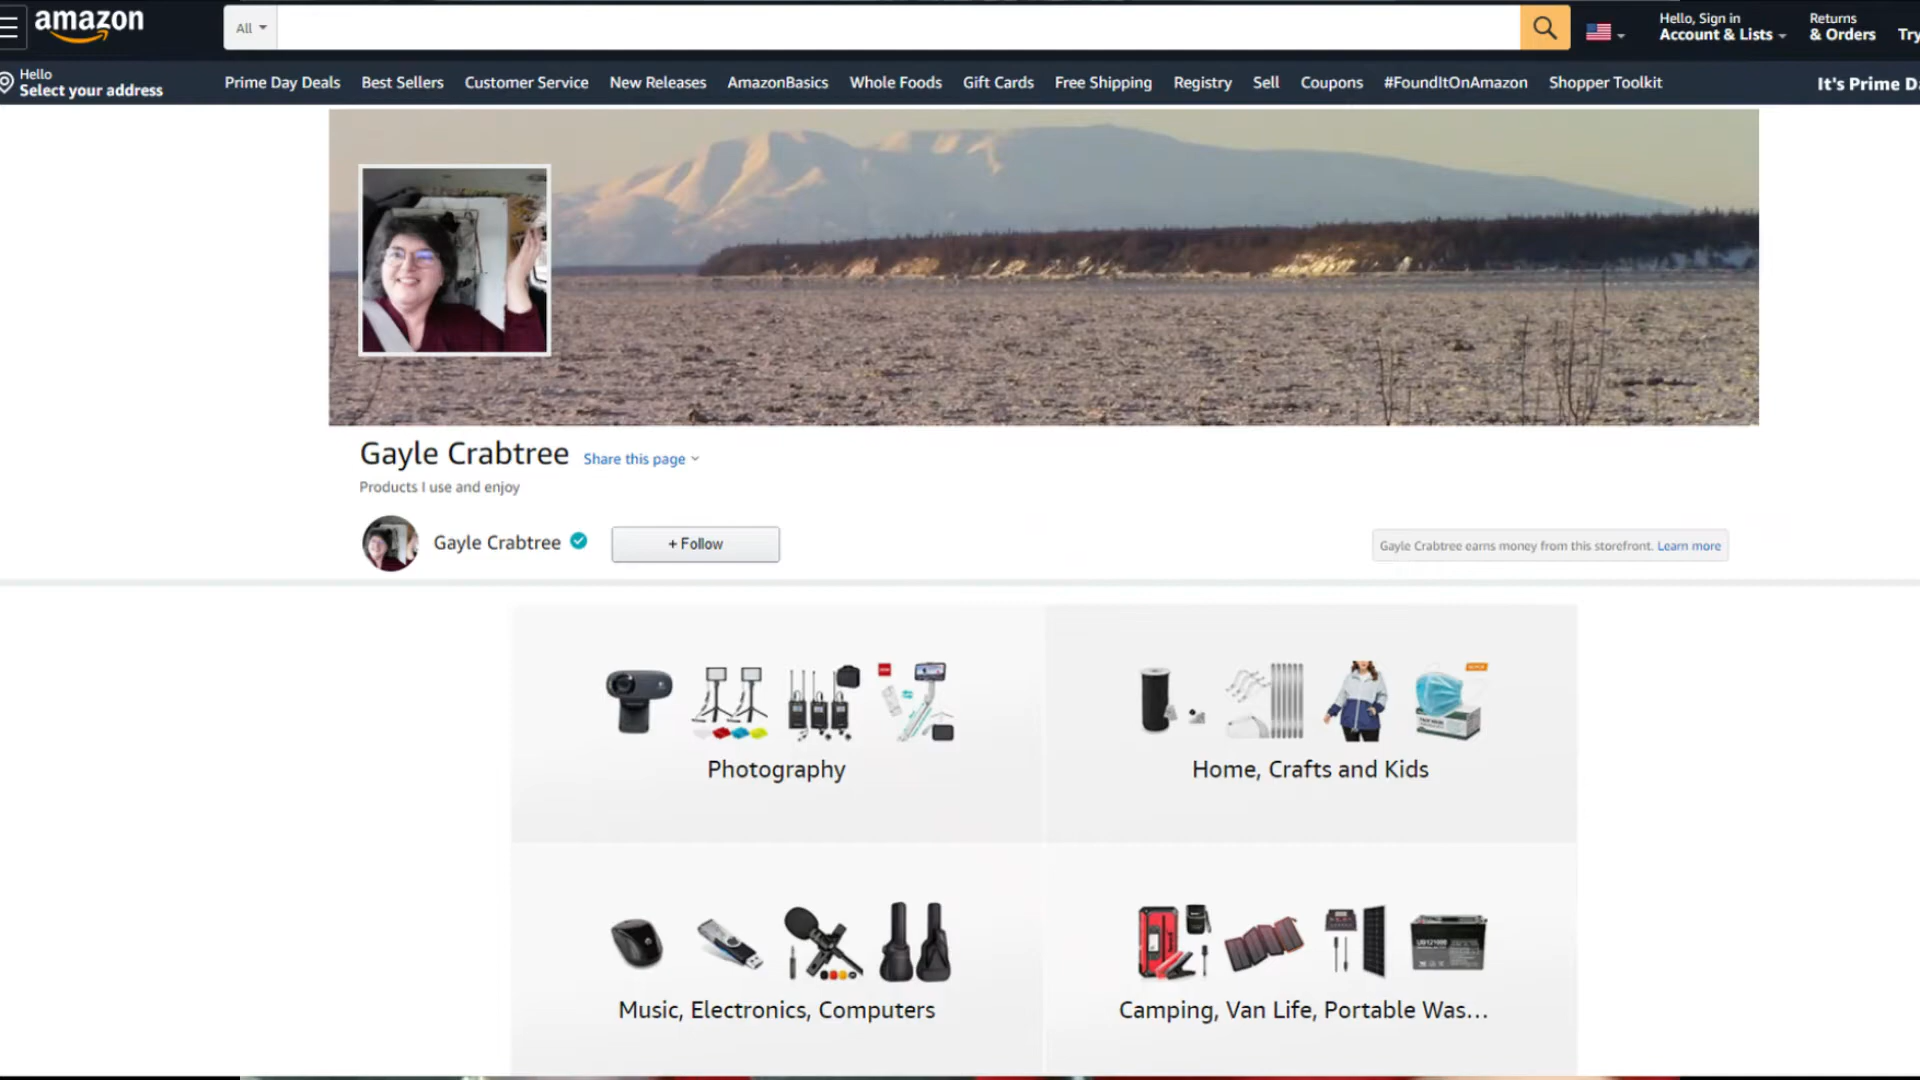 amazon
All
Hello, Sign in
Account & Lists
Returns
& Orders
Try
Hello
Select your address
Prime Day Deals Best Sellers Customer Service New Releases AmazonBasics Whole Foods Gift Cards Free Shipping Registry Sell Coupons #FoundItOnAmazon Shopper Toolkit It's Prime Da
Gayle Crabtree Share this page
Products I use and enjoy
Gayle Crabtree + Follow
Gayle Crabtree earns money from this storefront. Learn more
Photography
Home, Crafts and Kids
Music, Electronics, Computers
Camping, Van Life, Portable Was...